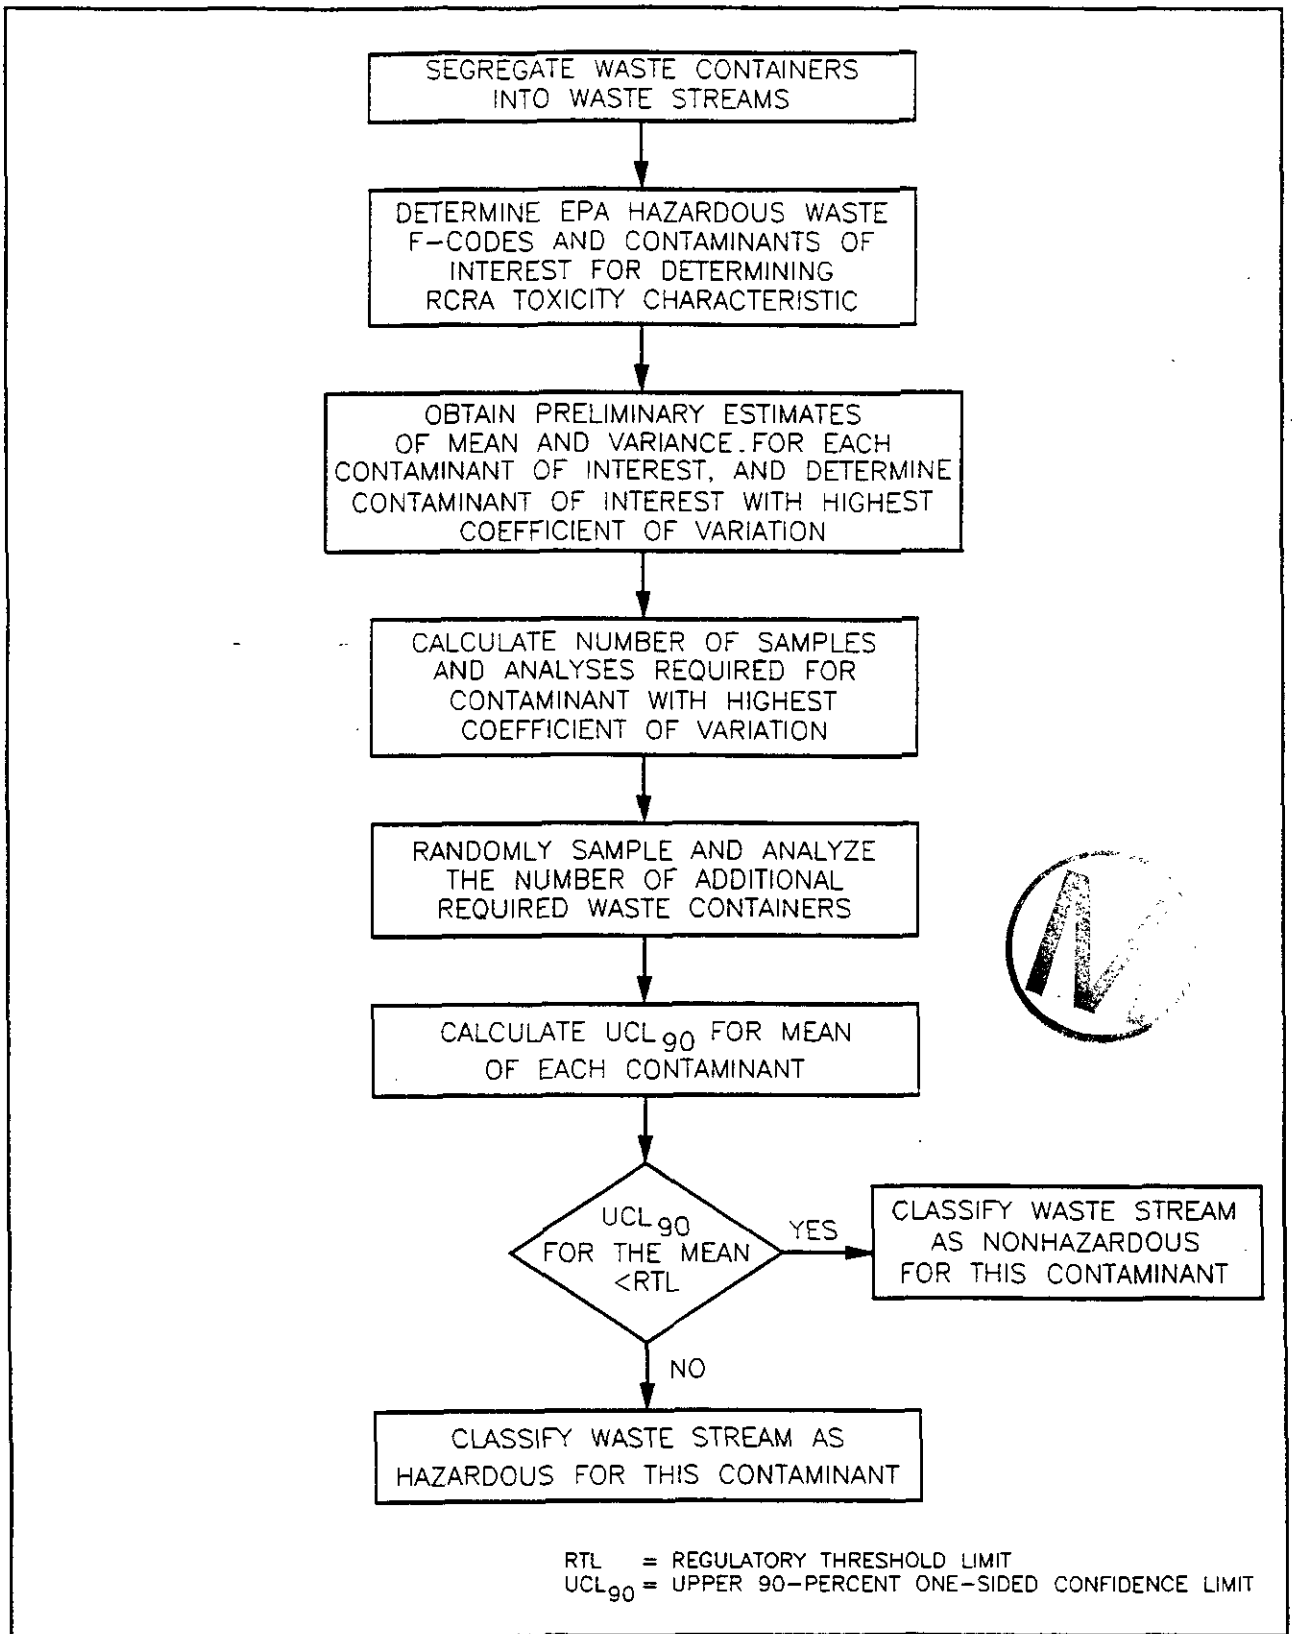 SEGREGATE WASTE CONTAINERS
INTO WASTE STREAMS
DETERMINE EPA HAZARDOUS WASTE
F-CODES AND CONTAMINANTS OF
INTEREST FOR DETERMINING
RCRA TOXICITY CHARACTERISTIC
OBTAIN PRELIMINARY ESTIMATES
OF MEAN AND VARIANCE.FOR EACH
CONTAMINANT OF INTEREST, AND DETERMINE
CONTAMINANT OF INTEREST WITH HIGHEST
COEFFICIENT OF VARIATION
CALCULATE NUMBER OF SAMPLES
AND ANALYSES REQUIRED FOR
CONTAMINANT WITH HIGHEST
COEFFICIENT OF VARIATION
RANDOMLY SAMPLE AND ANALYZE
THE NUMBER OF ADDITIONAL
REQUIRED WASTE CONTAINERS
CALCULATE UCL90 FOR MEAN
OF EACH CONTAMINANT
UCL90
FOR THE MEAN
<RTL
YES
CLASSIFY WASTE STREAM
AS NONHAZARDOUS
FOR THIS CONTAMINANT
NO
CLASSIFY WASTE STREAM AS
HAZARDOUS FOR THIS CONTAMINANT
RTL = REGULATORY THRESHOLD LIMIT
UCL90 = UPPER 90-PERCENT ONE-SIDED CONFIDENCE LIMIT